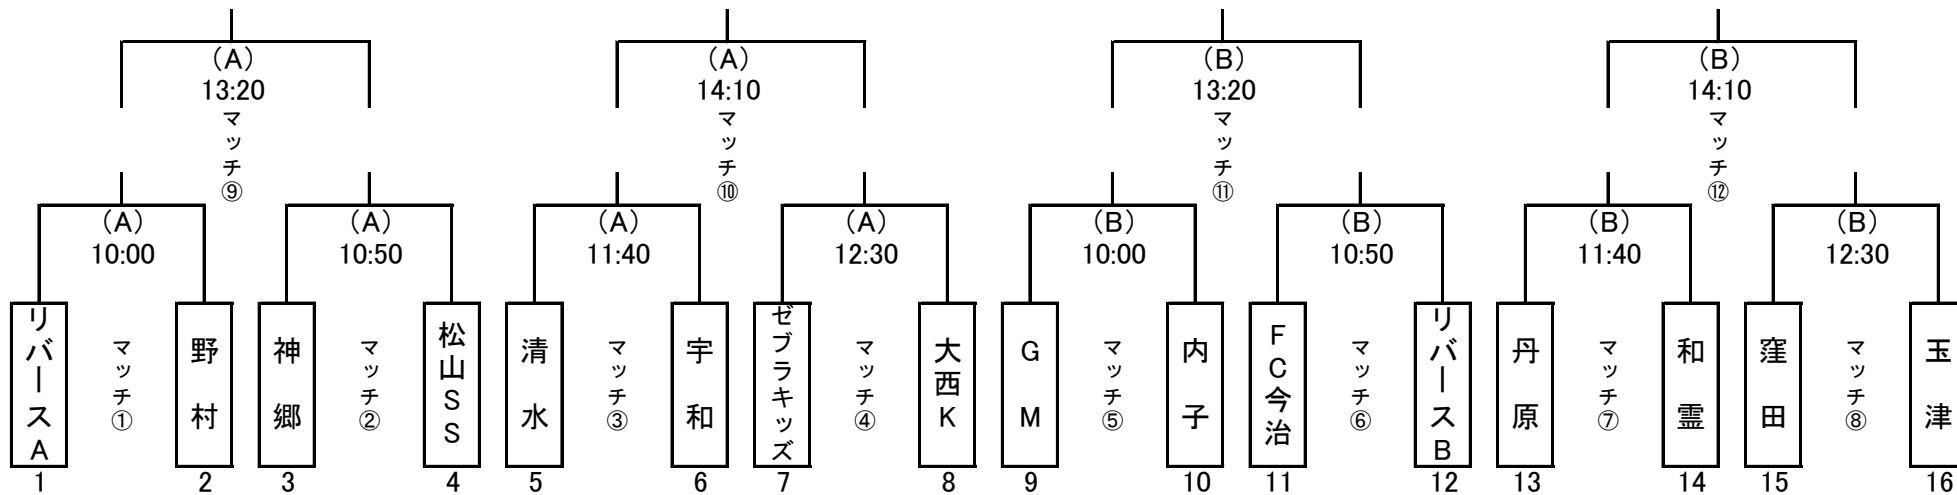 (A) (A) (B) (B)
13:20 14:10 13:20 14:10
マッチ⑨ マッチ⑩ マッチ⑪ マッチ⑫
(A) (A) (A) (A) (B) (B) (B) (B)
10:00 10:50 11:40 12:30 10:00 10:50 11:40 12:30
リバースA マッチ① 野村 神郷 マッチ② 松山SS 清水 マッチ③ 宇和 ゼブラキッズ マッチ④ 大西K GM マッチ⑤ 内子 FC今治 マッチ⑥ リバースB 丹原 マッチ⑦ 和霊 窪田 マッチ⑧ 玉津
1 2 3 4 5 6 7 8 9 10 11 12 13 14 15 16